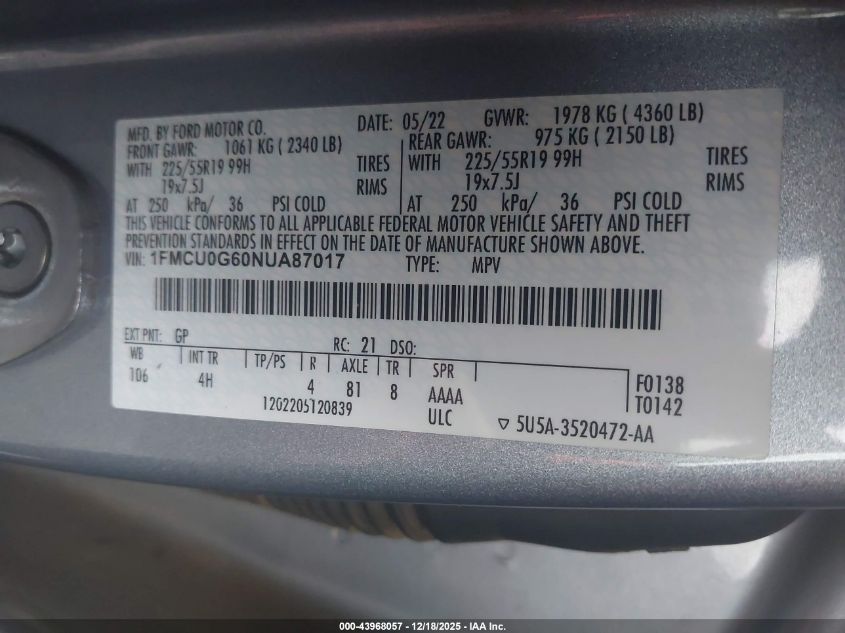 MFD. BY FORD MOTOR CO.
DATE: 05/22 GVWR: 1978 KG ( 4360 LB)
FRONT GAWR: 1061 KG ( 2340 LB)
WITH 225/55R19 99H TIRES
19x7.5J RIMS
AT 250 kPa/ 36 PSI COLD
REAR GAWR: 975 KG ( 2150 LB)
WITH 225/55R19 99H TIRES
19x7.5J RIMS
AT 250 kPa/ 36 PSI COLD
THIS VEHICLE CONFORMS TO ALL APPLICABLE FEDERAL MOTOR VEHICLE SAFETY AND THEFT
PREVENTION STANDARDS IN EFFECT ON THE DATE OF MANUFACTURE SHOWN ABOVE.
VIN: 1FMCU0G60NUA87017 TYPE: MPV
EXT PNT: GP RC: 21 DSO:
WB INT TR TP/PS R AXLE TR SPR
106 4H 4 81 8 AAAA
F0138
T0142
12G2205120839 ULC ▽ 5U5A-3520472-AA
000-43968057 - 12/18/2025 - IAA Inc.